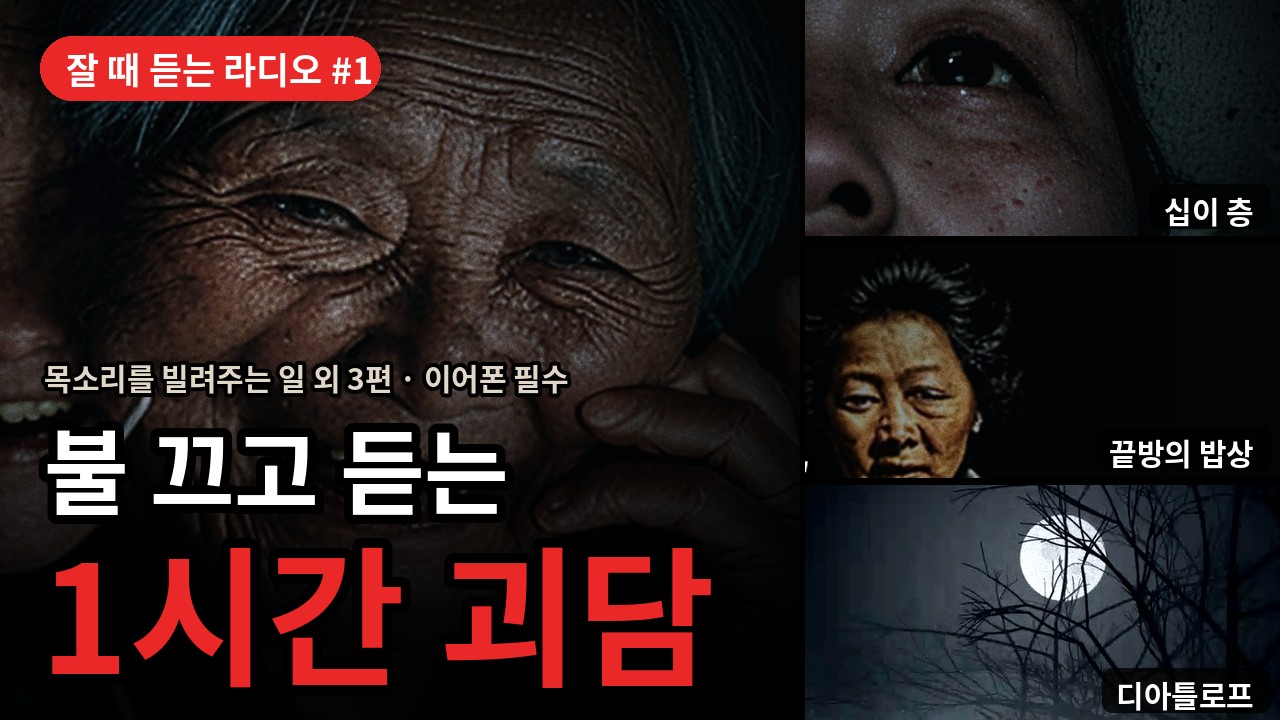 잘 때 듣는 라디오 #1
목소리를 빌려주는 일 외 3편 · 이어폰 필수
불 끄고 듣는
1시간 괴담
십이 층
끝방의 밥상
디아틀로프